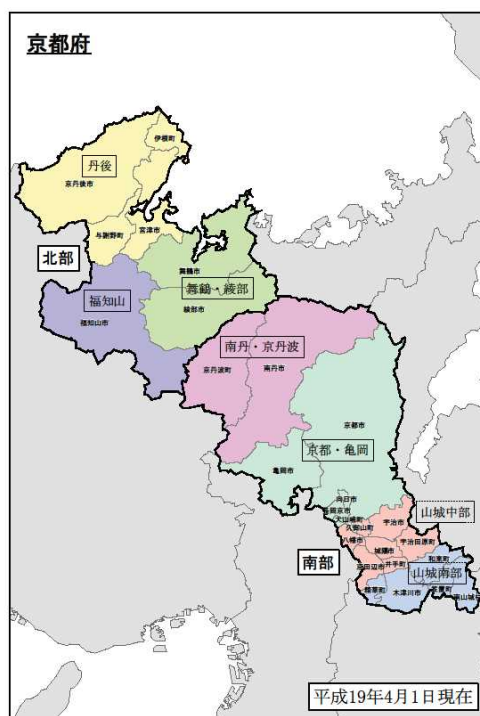 京都府
伊根町
丹後
京丹後市
与謝野町
宮津市
北部
舞鶴市
舞鶴・綾部
綾部市
福知山
福知山市
南丹・京丹波
京丹波町
南丹市
京都市
京都・亀岡
亀岡市
向日市
長岡京市
大山崎町
久御山町
宇治市
山城中部
八幡市
城陽市
宇治田原町
南部
京田辺市
井手町
和束町
山城南部
精華町
木津川市
笠置町
南山城村
平成19年4月1日現在